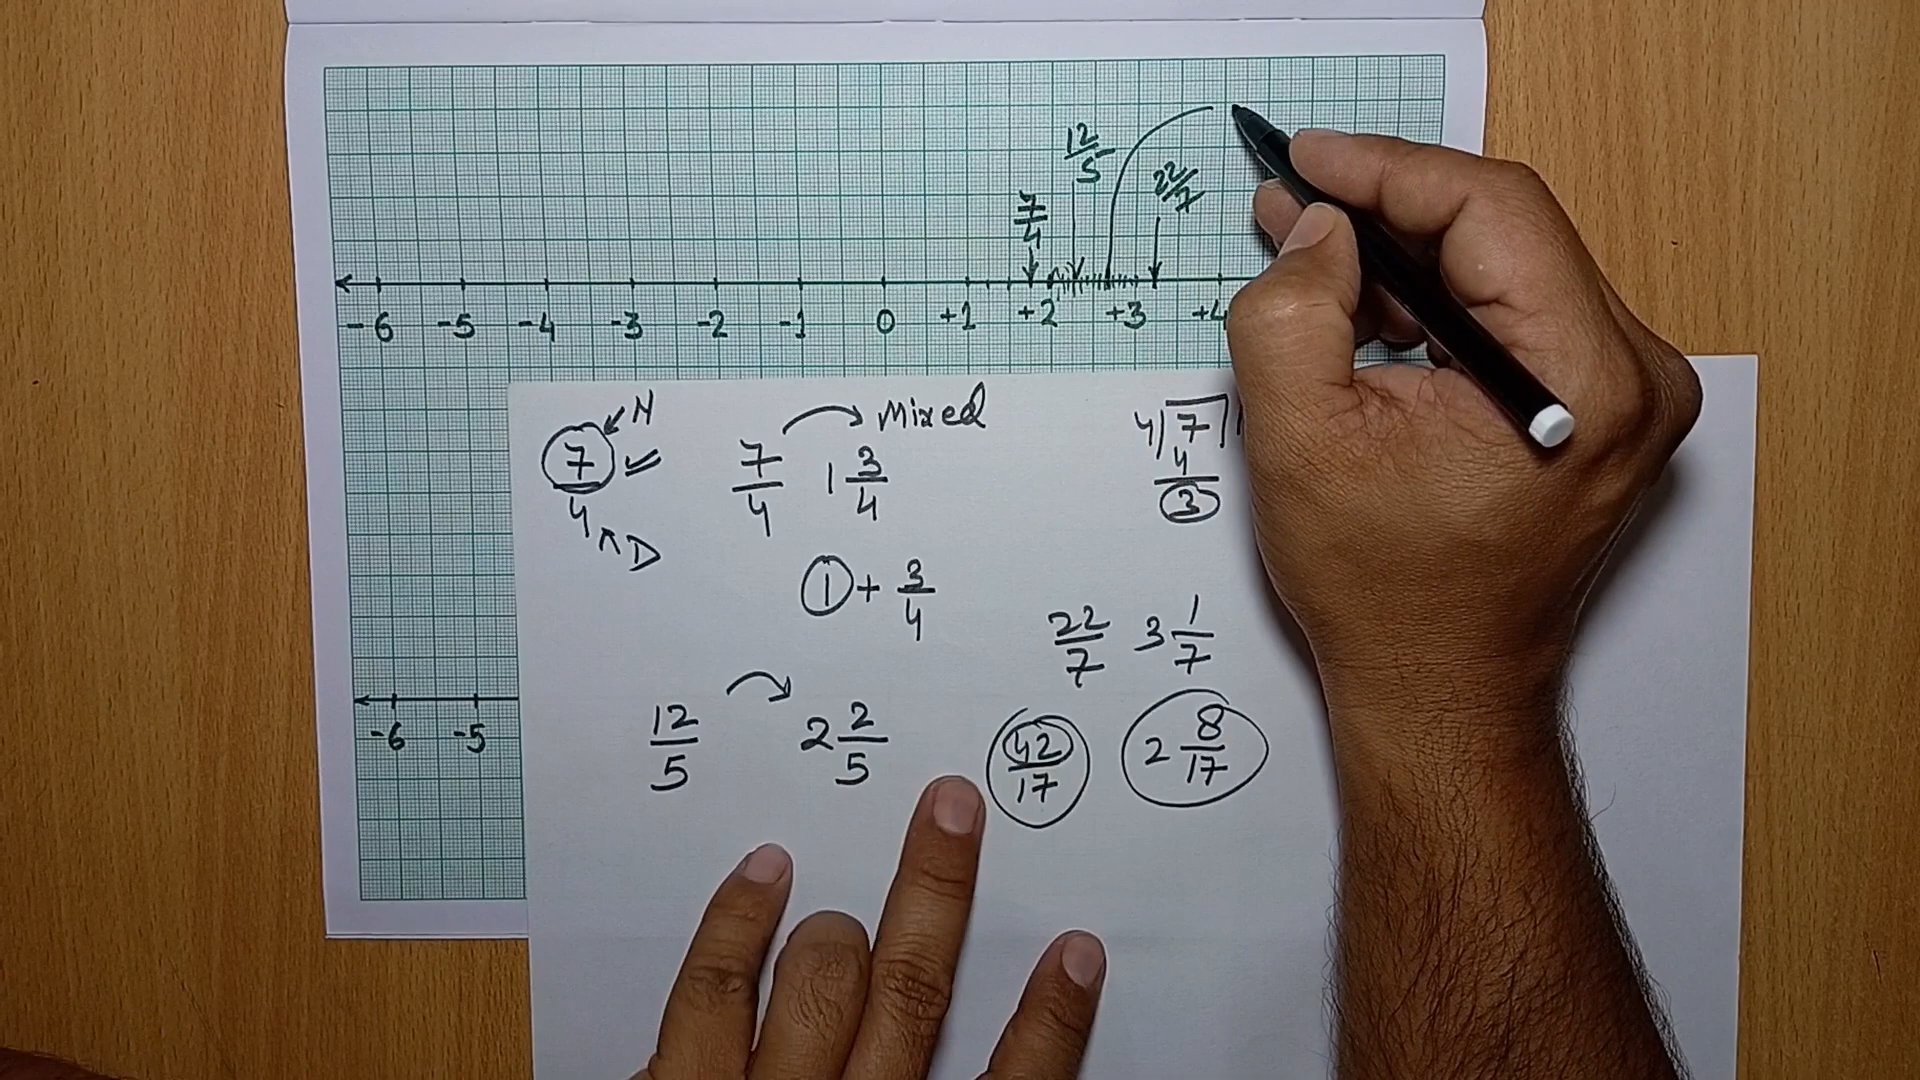 12/5
22/7
7/4
-6 -5 -4 -3 -2 -1 0 +1 +2 +3 +4
7/4 N D
7/4 Mixed 1 3/4
4 7
4
3
1 + 3/4
22/7 3 1/7
12/5 2 2/5
42/17 2 8/17
-6 -5